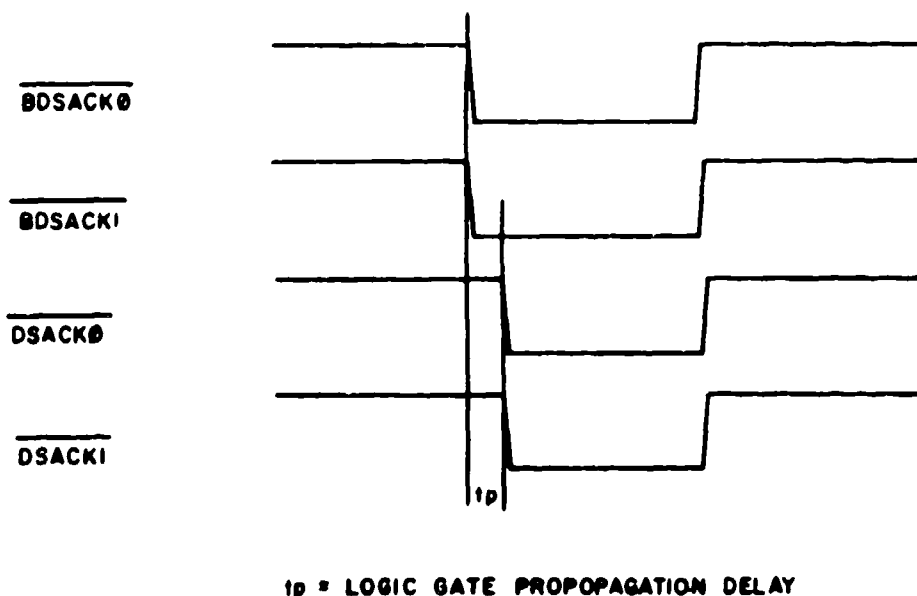 BDSACK0
BDSACK1
DSACK0
DSACK1
tp
tp = LOGIC GATE PROPOPAGATION DELAY